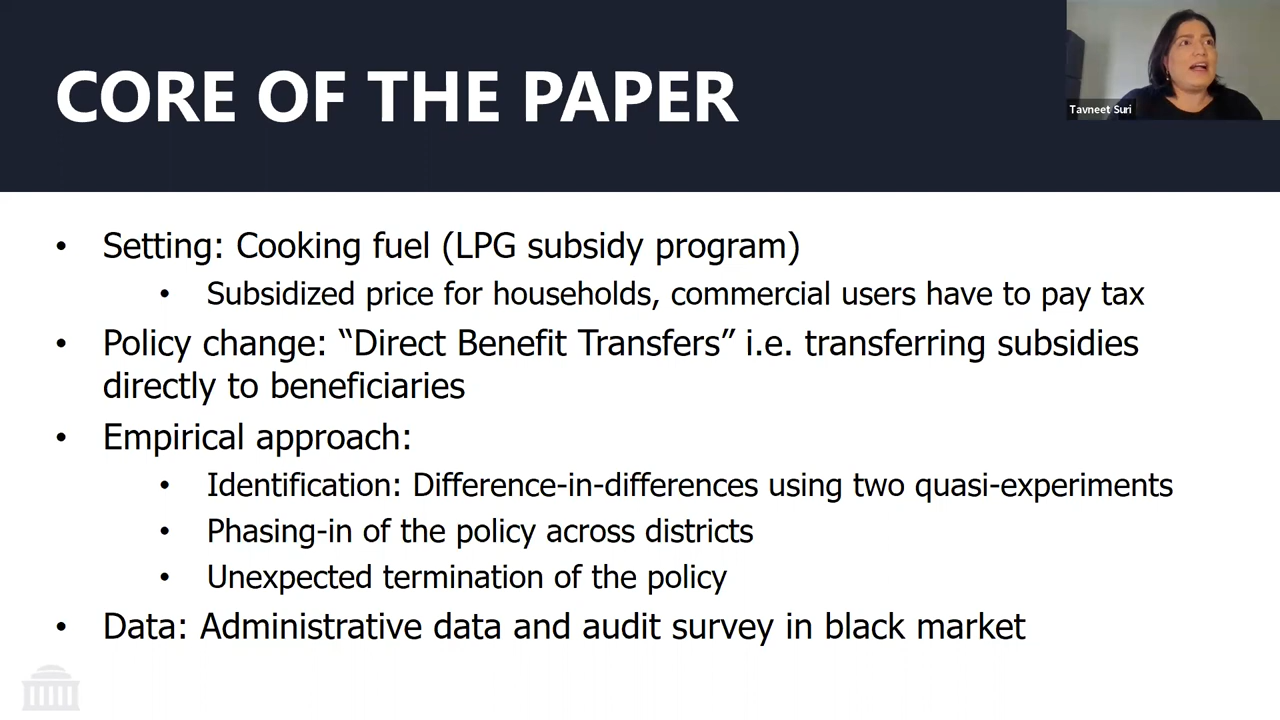 CORE OF THE PAPER
Tavneet Suri
• Setting: Cooking fuel (LPG subsidy program)
• Subsidized price for households, commercial users have to pay tax
• Policy change: “Direct Benefit Transfers” i.e. transferring subsidies
directly to beneficiaries
• Empirical approach:
• Identification: Difference-in-differences using two quasi-experiments
• Phasing-in of the policy across districts
• Unexpected termination of the policy
• Data: Administrative data and audit survey in black market